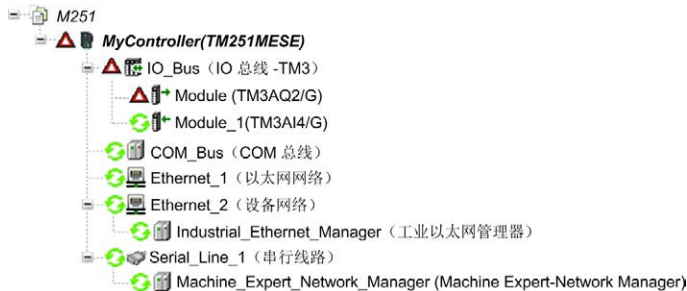 M251
MyController(TM251MESE)
IO_Bus（IO 总线 -TM3）
Module (TM3AQ2/G)
Module_1(TM3AI4/G)
COM_Bus（COM 总线）
Ethernet_1（以太网网络）
Ethernet_2（设备网络）
Industrial_Ethernet_Manager（工业以太网管理器）
Serial_Line_1（串行线路）
Machine_Expert_Network_Manager (Machine Expert-Network Manager)